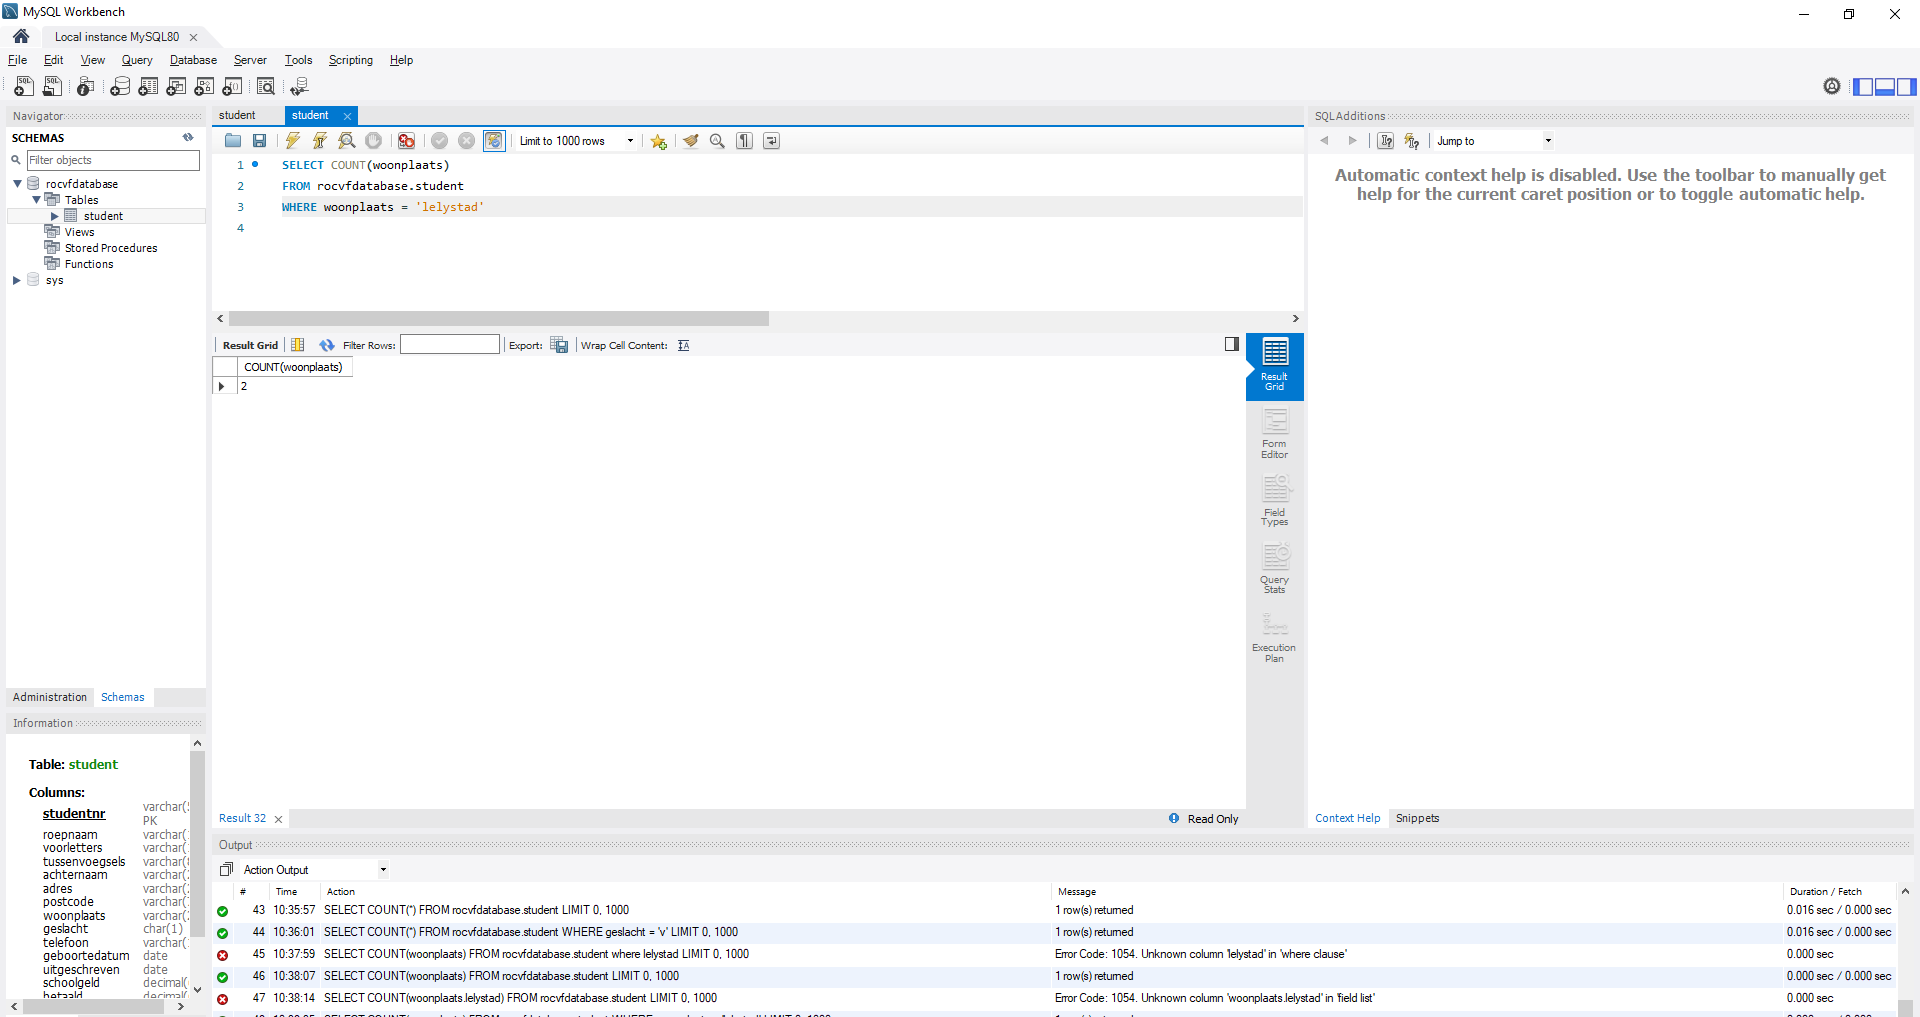 MySQL Workbench
Local instance MySQL80
File Edit View Query Database Server Tools Scripting Help
Navigator
SCHEMAS
Filter objects
rocvfdatabase
Tables
student
Views
Stored Procedures
Functions
sys
Administration Schemas
Information
Table: student
Columns:
studentnr varchar(
PK
roepnaam varchar(
voorletters varchar(
tussenvoegsels varchar(
achternaam varchar(
adres varchar(
postcode varchar(
woonplaats varchar(
geslacht char(1)
telefoon varchar(
geboortedatum date
uitgeschreven date
schoolgeld decimal(
betaald decimal(
student student
Limit to 1000 rows
1 SELECT COUNT(woonplaats)
2 FROM rocvfdatabase.student
3 WHERE woonplaats = 'lelystad'
4
Result Grid Filter Rows: Export: Wrap Cell Content:
COUNT(woonplaats)
2
Result
Grid
Form
Editor
Field
Types
Query
Stats
Execution
Plan
Result 32 Read Only
SQLAdditions
Jump to
Automatic context help is disabled. Use the toolbar to manually get
help for the current caret position or to toggle automatic help.
Context Help Snippets
Output
Action Output
# Time Action Message Duration / Fetch
43 10:35:57 SELECT COUNT(*) FROM rocvfdatabase.student LIMIT 0, 1000 1 row(s) returned 0.016 sec / 0.000 sec
44 10:36:01 SELECT COUNT(*) FROM rocvfdatabase.student WHERE geslacht = 'v' LIMIT 0, 1000 1 row(s) returned 0.016 sec / 0.000 sec
45 10:37:59 SELECT COUNT(woonplaats) FROM rocvfdatabase.student where lelystad LIMIT 0, 1000 Error Code: 1054. Unknown column 'lelystad' in 'where clause' 0.000 sec
46 10:38:07 SELECT COUNT(woonplaats) FROM rocvfdatabase.student LIMIT 0, 1000 1 row(s) returned 0.000 sec / 0.000 sec
47 10:38:14 SELECT COUNT(woonplaats.lelystad) FROM rocvfdatabase.student LIMIT 0, 1000 Error Code: 1054. Unknown column 'woonplaats.lelystad' in 'field list' 0.000 sec